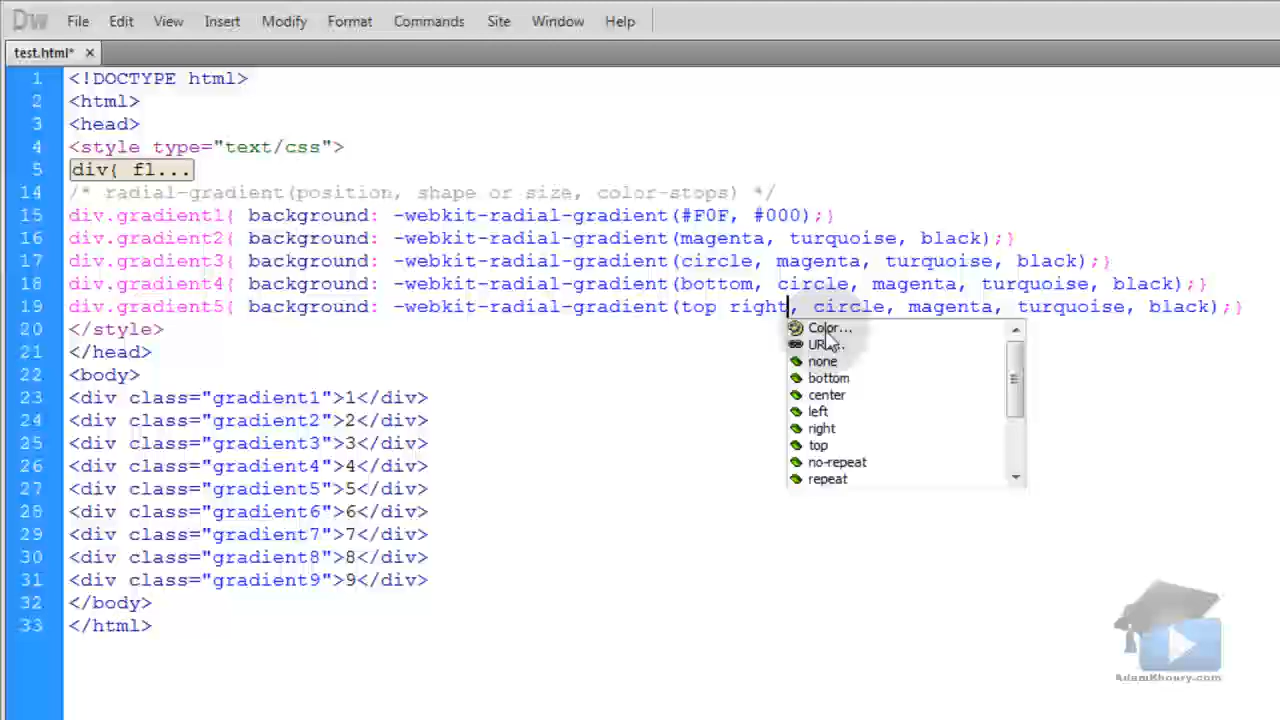 Dw File Edit View Insert Modify Format Commands Site Window Help
test.html* ×
1 <!DOCTYPE html>
2 <html>
3 <head>
4 <style type="text/css">
5 div{ fl...
14 /* radial-gradient(position, shape or size, color-stops) */
15 div.gradient1{ background: -webkit-radial-gradient(#F0F, #000);}
16 div.gradient2{ background: -webkit-radial-gradient(magenta, turquoise, black);}
17 div.gradient3{ background: -webkit-radial-gradient(circle, magenta, turquoise, black);}
18 div.gradient4{ background: -webkit-radial-gradient(bottom, circle, magenta, turquoise, black);}
19 div.gradient5{ background: -webkit-radial-gradient(top right, circle, magenta, turquoise, black);}
20 </style>
21 </head>
22 <body>
23 <div class="gradient1">1</div>
24 <div class="gradient2">2</div>
25 <div class="gradient3">3</div>
26 <div class="gradient4">4</div>
27 <div class="gradient5">5</div>
28 <div class="gradient6">6</div>
29 <div class="gradient7">7</div>
30 <div class="gradient8">8</div>
31 <div class="gradient9">9</div>
32 </body>
33 </html>
Color...
none
bottom
center
left
right
top
no-repeat
repeat
AdamKhoury.com